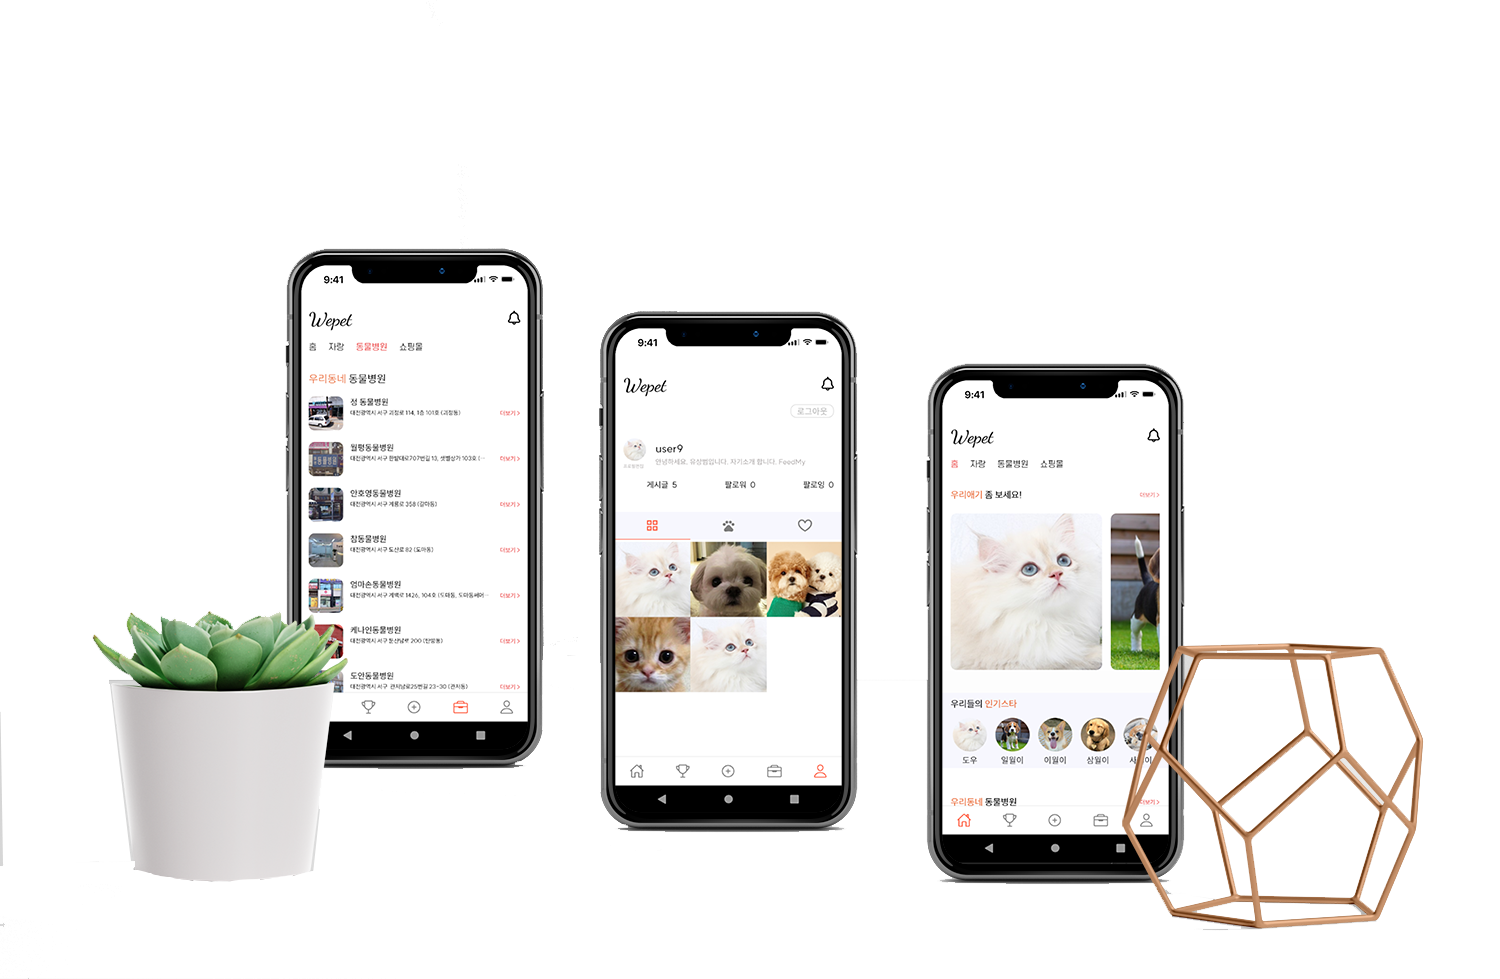 9:41
Wepet
홈 자랑 동물병원 쇼핑몰
우리동네 동물병원
정 동물병원
대전광역시 서구 괴정로 114, 1층 101호 (괴정동)
더보기 >
월평동물병원
대전광역시 서구 한밭대로707번길 13, 샛별상가 103호 (···
더보기 >
안호영동물병원
대전광역시 서구 계룡로 358 (갈마동)
더보기 >
참동물병원
대전광역시 서구 도산로 82 (도마동)
더보기 >
엄마손동물병원
대전광역시 서구 계백로 1426, 104호 (도마동, 도마동쎄머···
더보기 >
케나인동물병원
대전광역시 서구 둔산남로 200 (탄방동)
더보기 >
도안동물병원
대전광역시 서구 관저남로25번길 23-30 (관저동)
더보기 >
9:41
Wepet
로그아웃
user9
안녕하세요. 유상범입니다. 자기소개 합니다. FeedMy
게시글 5 팔로워 0 팔로잉 0
9:41
Wepet
홈 자랑 동물병원 쇼핑몰
우리애기 좀 보세요!
더보기 >
우리들의 인기스타
도우 일월이 이월이 삼월이
우리동네 동물병원
더보기 >